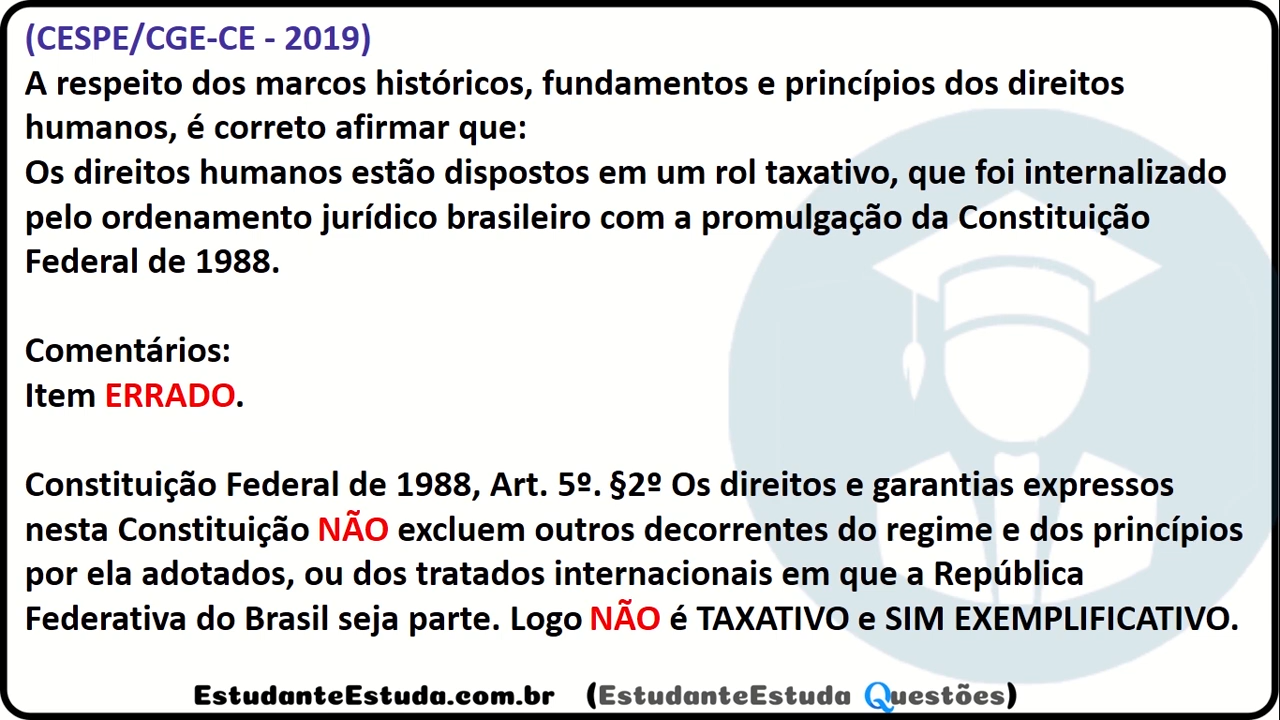 (CESPE/CGE-CE - 2019)
A respeito dos marcos históricos, fundamentos e princípios dos direitos
humanos, é correto afirmar que:
Os direitos humanos estão dispostos em um rol taxativo, que foi internalizado
pelo ordenamento jurídico brasileiro com a promulgação da Constituição
Federal de 1988.
Comentários:
Item ERRADO.
Constituição Federal de 1988, Art. 5º. §2º Os direitos e garantias expressos
nesta Constituição NÃO excluem outros decorrentes do regime e dos princípios
por ela adotados, ou dos tratados internacionais em que a República
Federativa do Brasil seja parte. Logo NÃO é TAXATIVO e SIM EXEMPLIFICATIVO.
EstudanteEstuda.com.br (EstudanteEstuda Questões)